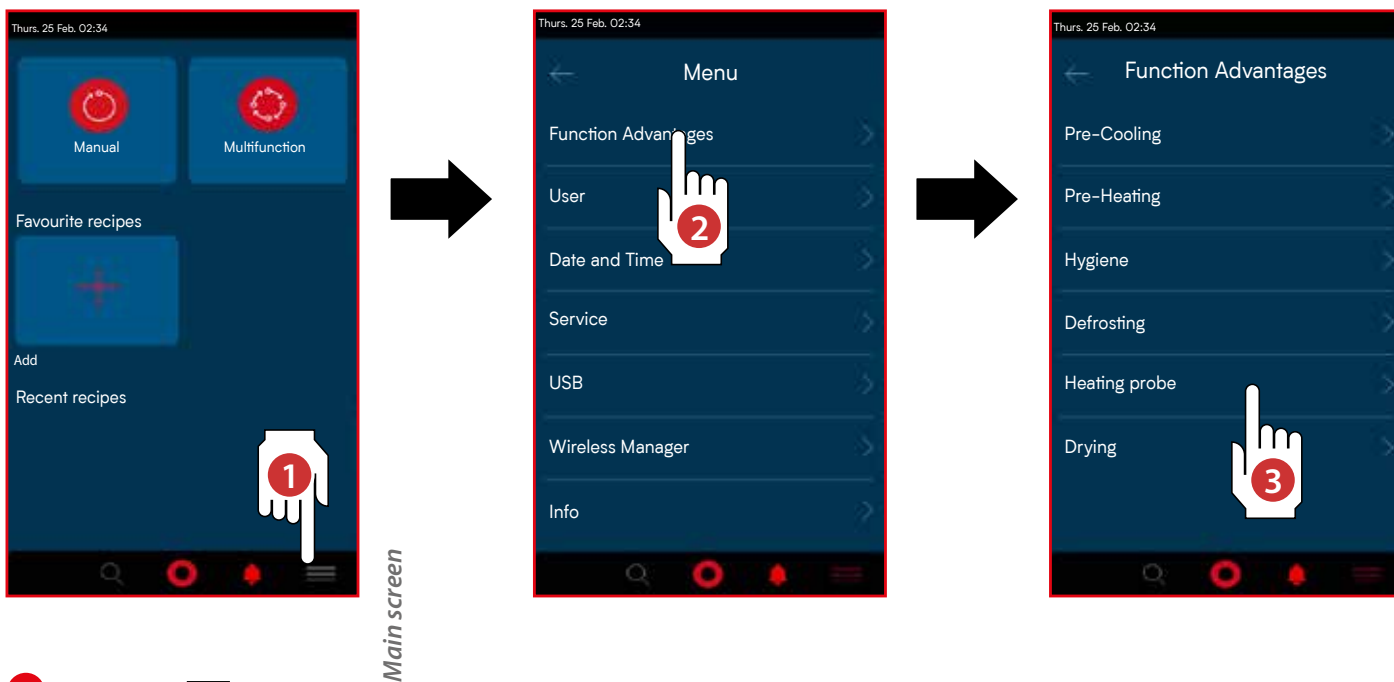 Thurs. 25 Feb. 02:34
Manual
Multifunction
Favourite recipes
Add
Recent recipes
1
Main screen
Thurs. 25 Feb. 02:34
Menu
Function Advantages
User
2
Date and Time
Service
USB
Wireless Manager
Info
Thurs. 25 Feb. 02:34
Function Advantages
Pre-Cooling
Pre-Heating
Hygiene
Defrosting
Heating probe
Drying
3